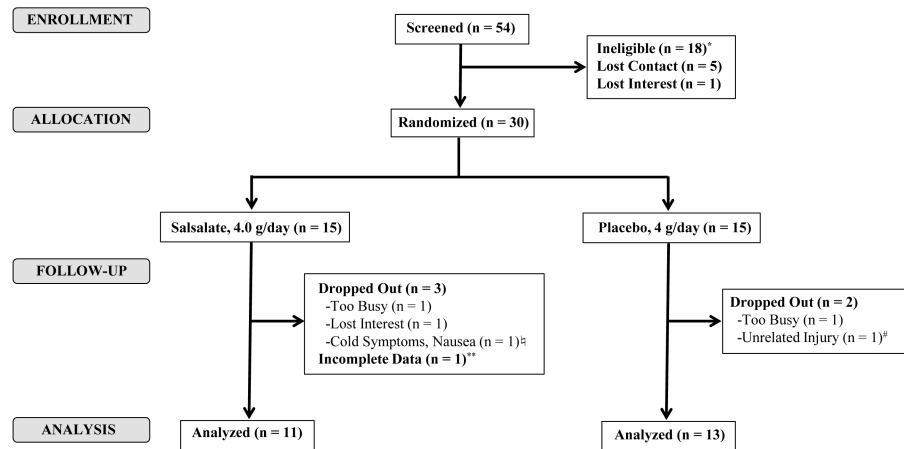 ENROLLMENT
Screened (n = 54)
Ineligible (n = 18)*
Lost Contact (n = 5)
Lost Interest (n = 1)
ALLOCATION
Randomized (n = 30)
Salsalate, 4.0 g/day (n = 15)
Placebo, 4 g/day (n = 15)
FOLLOW-UP
Dropped Out (n = 3)
-Too Busy (n = 1)
-Lost Interest (n = 1)
-Cold Symptoms, Nausea (n = 1)♮
Incomplete Data (n = 1)**
Dropped Out (n = 2)
-Too Busy (n = 1)
-Unrelated Injury (n = 1)#
ANALYSIS
Analyzed (n = 11)
Analyzed (n = 13)